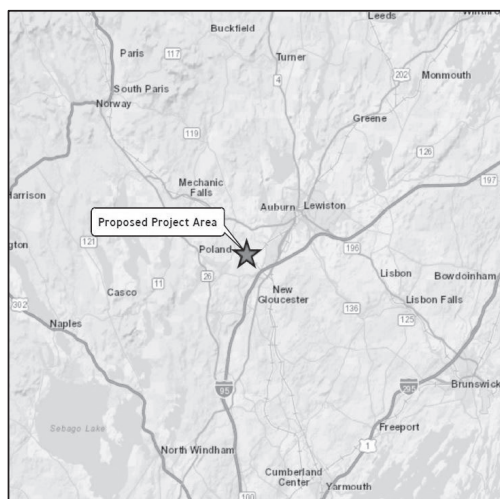 Buckfield
Leeds
Paris
117
Turner
4
202
Monmouth
South Paris
Norway
Greene
119
126
Mechanic
Falls
197
Harrison
Auburn
Lewiston
Proposed Project Area
Poland
121
196
26
Lisbon
Bowdoinham
11
New
Gloucester
Lisbon Falls
Casco
136
125
302
Naples
95
295
Brunswick
Sebago Lake
Freeport
1
North Windham
Cumberland
Center
Yarmouth
100